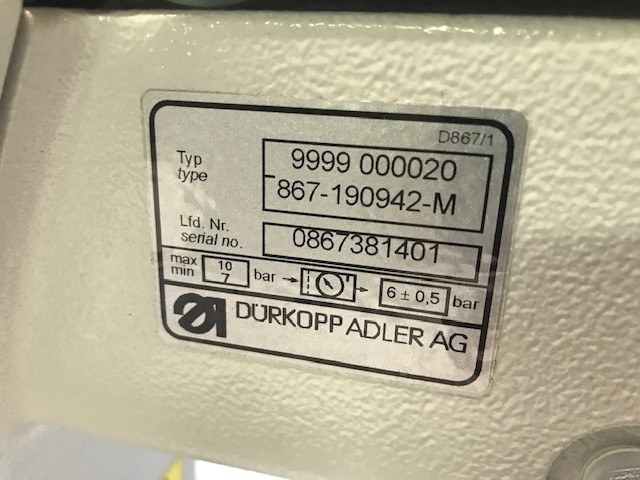 D867/1
Typ
type
9999 000020
867-190942-M
Lfd. Nr.
serial no.
0867381401
max
min
10
7
bar
6 ± 0,5
bar
DÜRKOPP ADLER AG